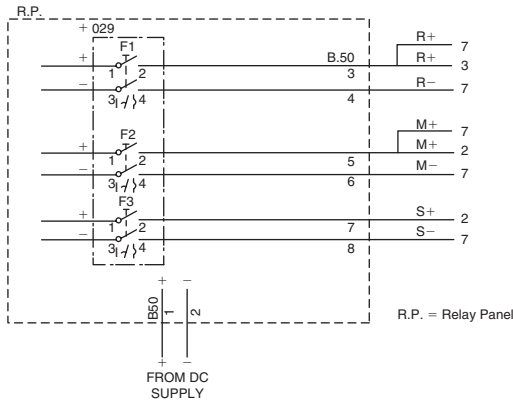 R.P.
+ 029
F1
+ 1 2 B.50 3 R+ 7
R+ 3
− 3 4 4 R− 7
F2
M+ 7
+ 1 2 5 M+ 2
− 3 4 6 M− 7
F3
+ 1 2 7 S+ 2
− 3 4 8 S− 7
+ −
B50 1 2
R.P. = Relay Panel
+ −
FROM DC
SUPPLY